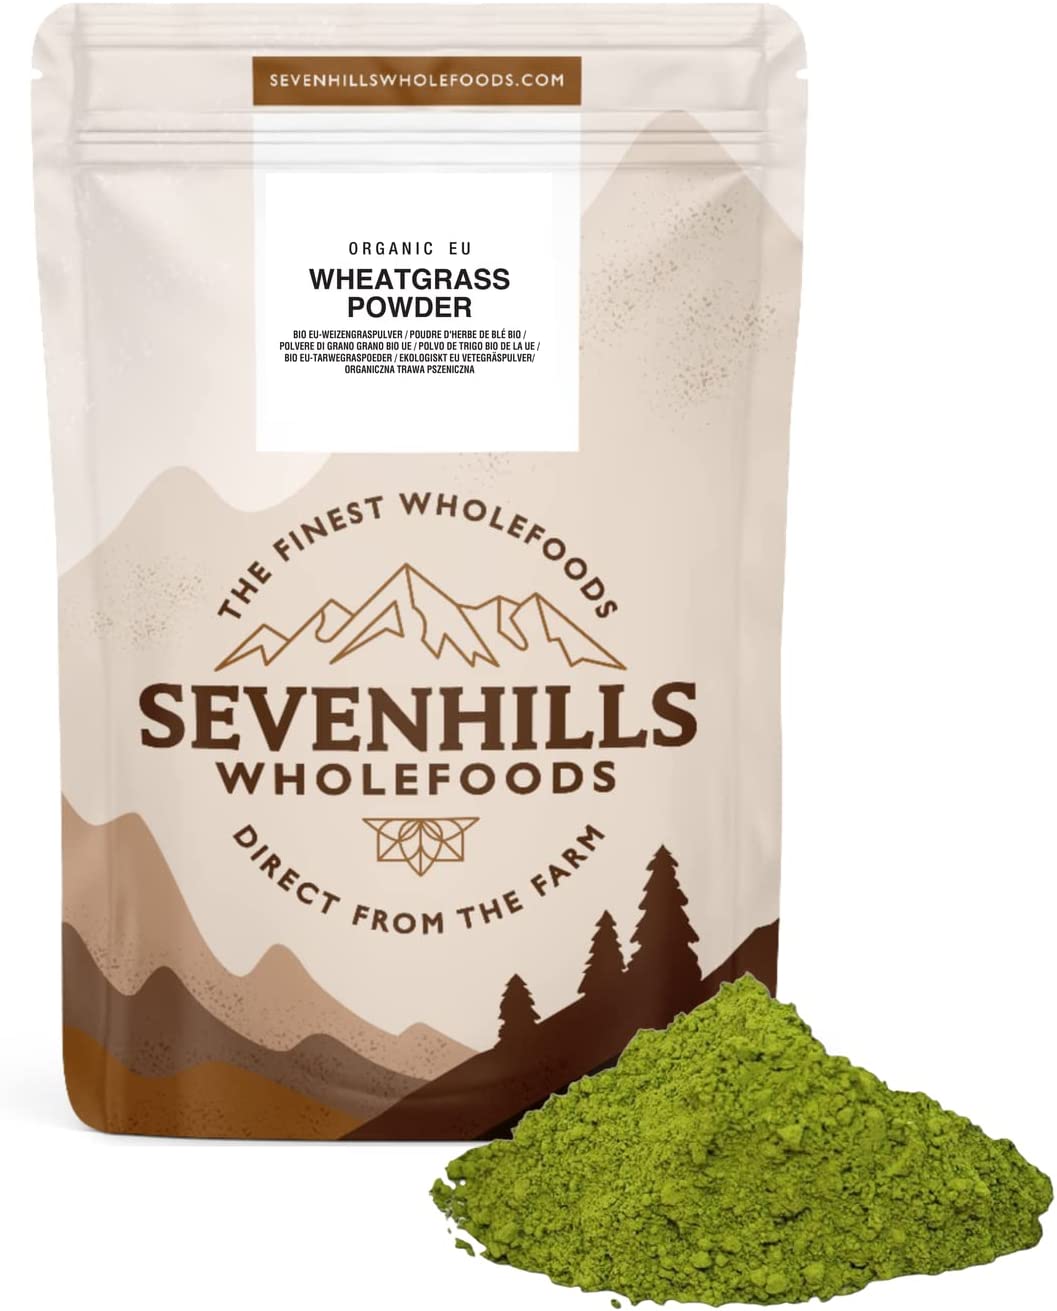 SEVENHILLSWHOLEFOODS.COM
ORGANIC EU
WHEATGRASS
POWDER
BIO EU-WEIZENGRASPULVER / POUDRE D'HERBE DE BLÉ BIO /
POLVERE DI GRANO GRANO BIO UE / POLVO DE TRIGO BIO DE LA UE /
BIO EU-TARWEGRASPOEDER / EKOLOGISKT EU VETEGRÄSPULVER/
ORGANICZNA TRAWA PSZENICZNA
THE FINEST WHOLEFOODS
SEVENHILLS
WHOLEFOODS
DIRECT FROM THE FARM